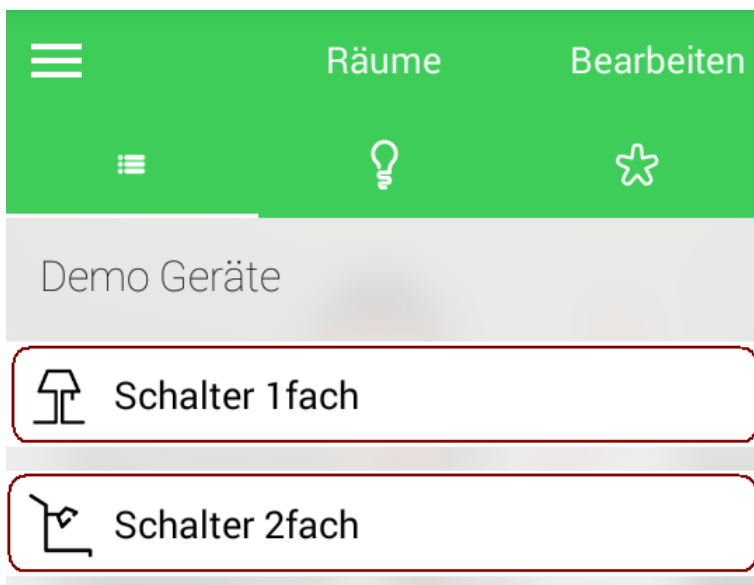 Räume Bearbeiten
Demo Geräte
Schalter 1fach
Schalter 2fach